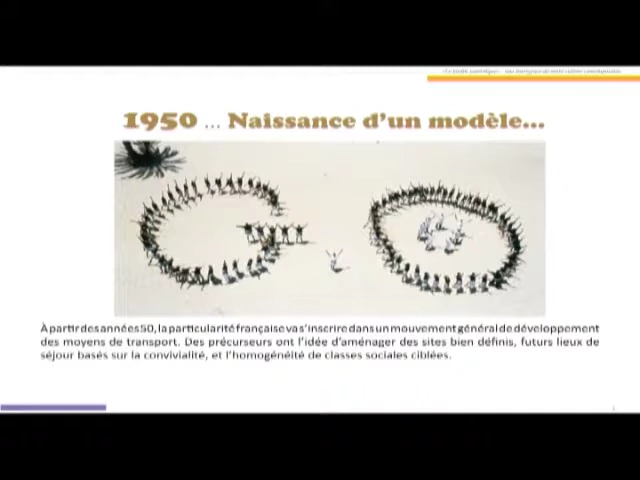 1950 ... Naissance d'un modèle...
À partir des années 50, la particularité française va s'inscrire dans un mouvement général de développement
des moyens de transport. Des précurseurs ont l'idée d'aménager des sites bien définis, futurs lieux de
séjour basés sur la convivialité, et l'homogénéité de classes sociales ciblées.